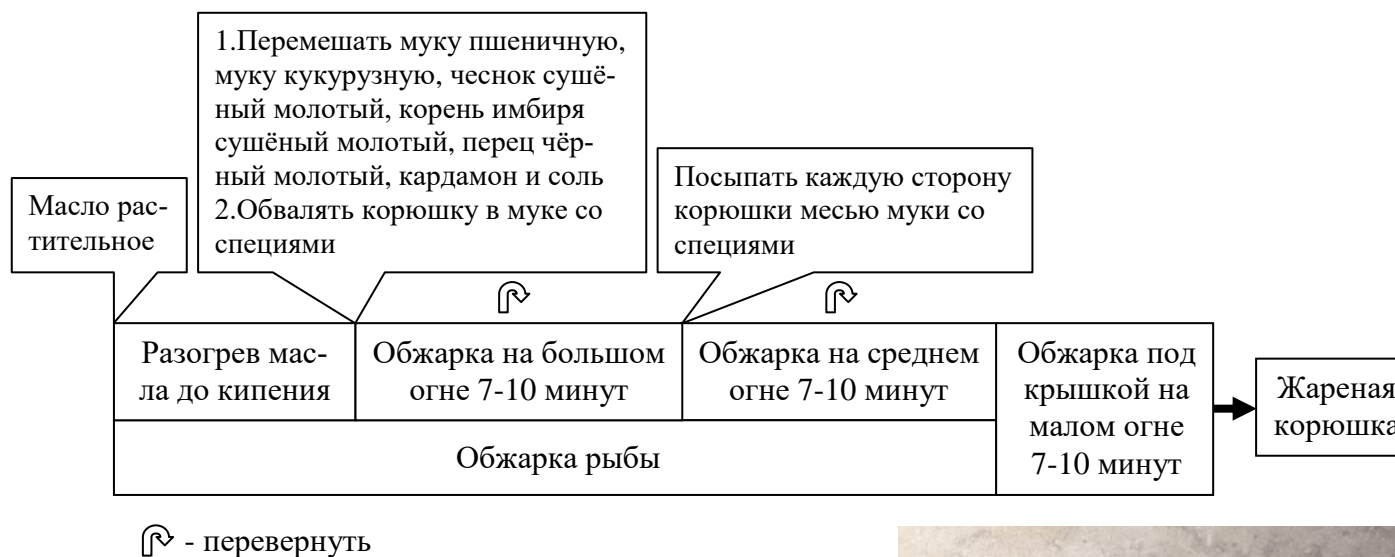 1.Перемешать муку пшеничную,
муку кукурузную, чеснок сушё-
ный молотый, корень имбиря
сушёный молотый, перец чёр-
ный молотый, кардамон и соль
2.Обвалять корюшку в муке со
специями
Масло рас-
тительное
Посыпать каждую сторону
корюшки месью муки со
специями
Разогрев мас-
ла до кипения
Обжарка на большом
огне 7-10 минут
Обжарка на среднем
огне 7-10 минут
Обжарка под
крышкой на
малом огне
7-10 минут
Жареная
корюшка
Обжарка рыбы
- перевернуть